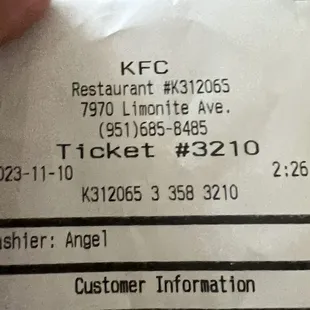 KFC
Restaurant #K312065
7970 Limonite Ave.
(951)685-8485
Ticket #3210
023-11-10 2:26
K312065 3 358 3210
ashier: Angel
Customer Information